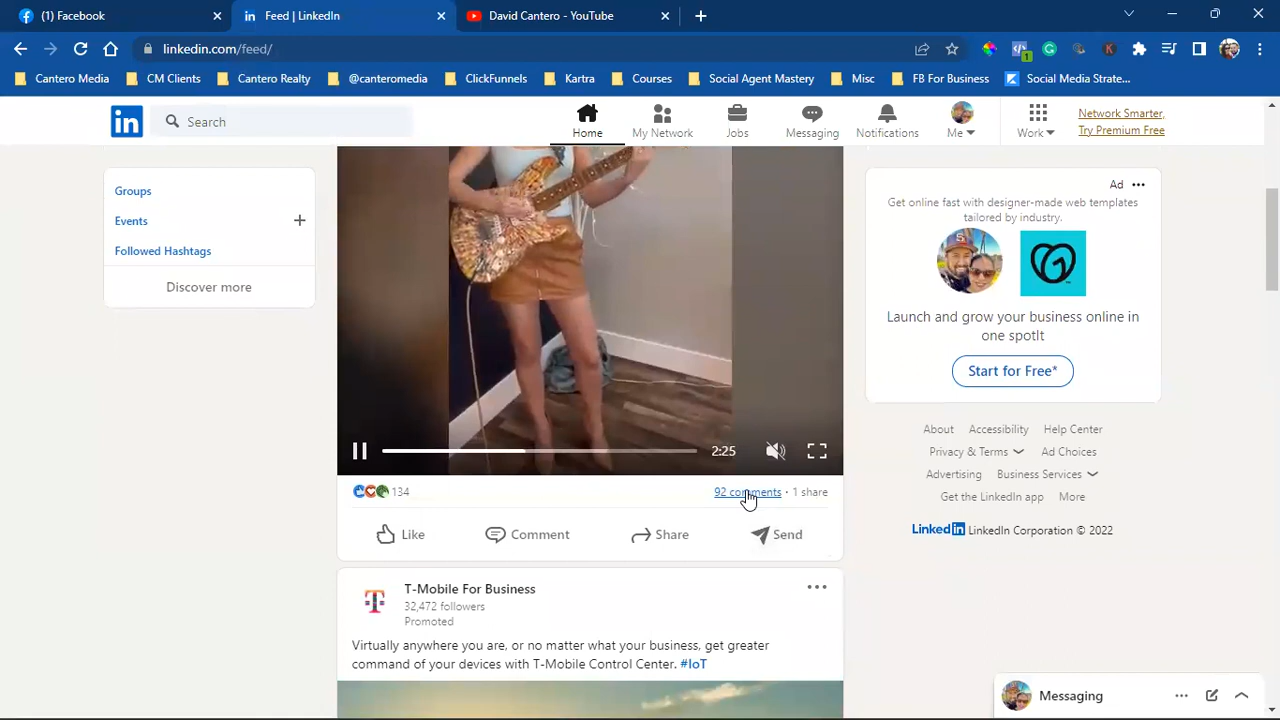 (1) Facebook
Feed | LinkedIn
David Cantero - YouTube
linkedin.com/feed/
1
Cantero Media
CM Clients
Cantero Realty
@canteromedia
ClickFunnels
Kartra
Courses
Social Agent Mastery
Misc
FB For Business
Social Media Strate...
in
Search
Home
My Network
Jobs
Messaging
Notifications
Me
Work
Network Smarter,
Try Premium Free
Groups
Events
Followed Hashtags
Discover more
2:25
134
92 comments • 1 share
Like
Comment
Share
Send
T-Mobile For Business
32,472 followers
Promoted
Virtually anywhere you are, or no matter what your business, get greater
command of your devices with T-Mobile Control Center. #IoT
Ad
Get online fast with designer-made web templates
tailored by industry.
Launch and grow your business online in
one spotIt
Start for Free*
About
Accessibility
Help Center
Privacy & Terms
Ad Choices
Advertising
Business Services
Get the LinkedIn app
More
LinkedIn LinkedIn Corporation © 2022
Messaging